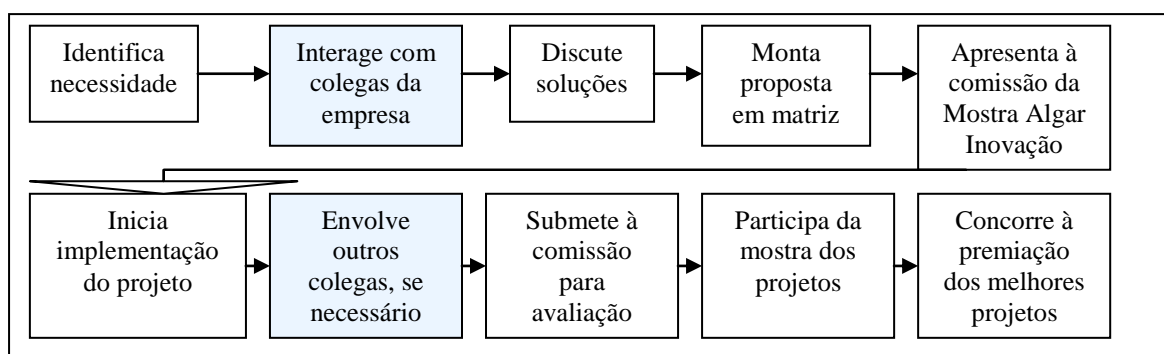 Identifica
necessidade
Interage com
colegas da
empresa
Discute
soluções
Monta
proposta
em matriz
Apresenta à
comissão da
Mostra Algar
Inovação
Inicia
implementação
do projeto
Envolve
outros
colegas, se
necessário
Submete à
comissão
para
avaliação
Participa da
mostra dos
projetos
Concorre à
premiação
dos melhores
projetos